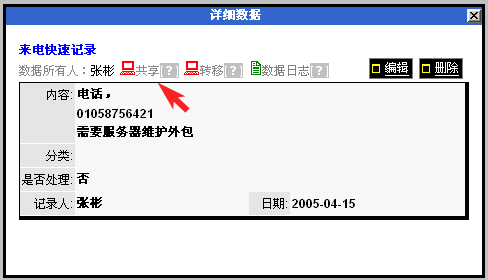 详细数据
来电快速记录
数据所有人：张彬 共享[?] 转移[?] 数据日志[?] 编辑 删除
内容: 电话，
01058756421
需要服务器维护外包
分类:
是否处理: 否
记录人: 张彬 日期: 2005-04-15